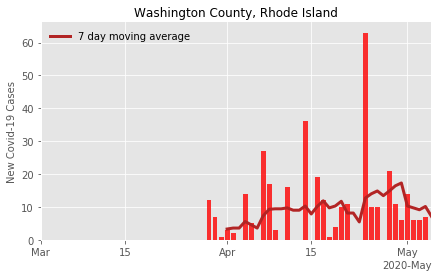 Washington County, Rhode Island
7 day moving average
New Covid-19 Cases
60
50
40
30
20
10
0
Mar
15
Apr
15
May
2020-May